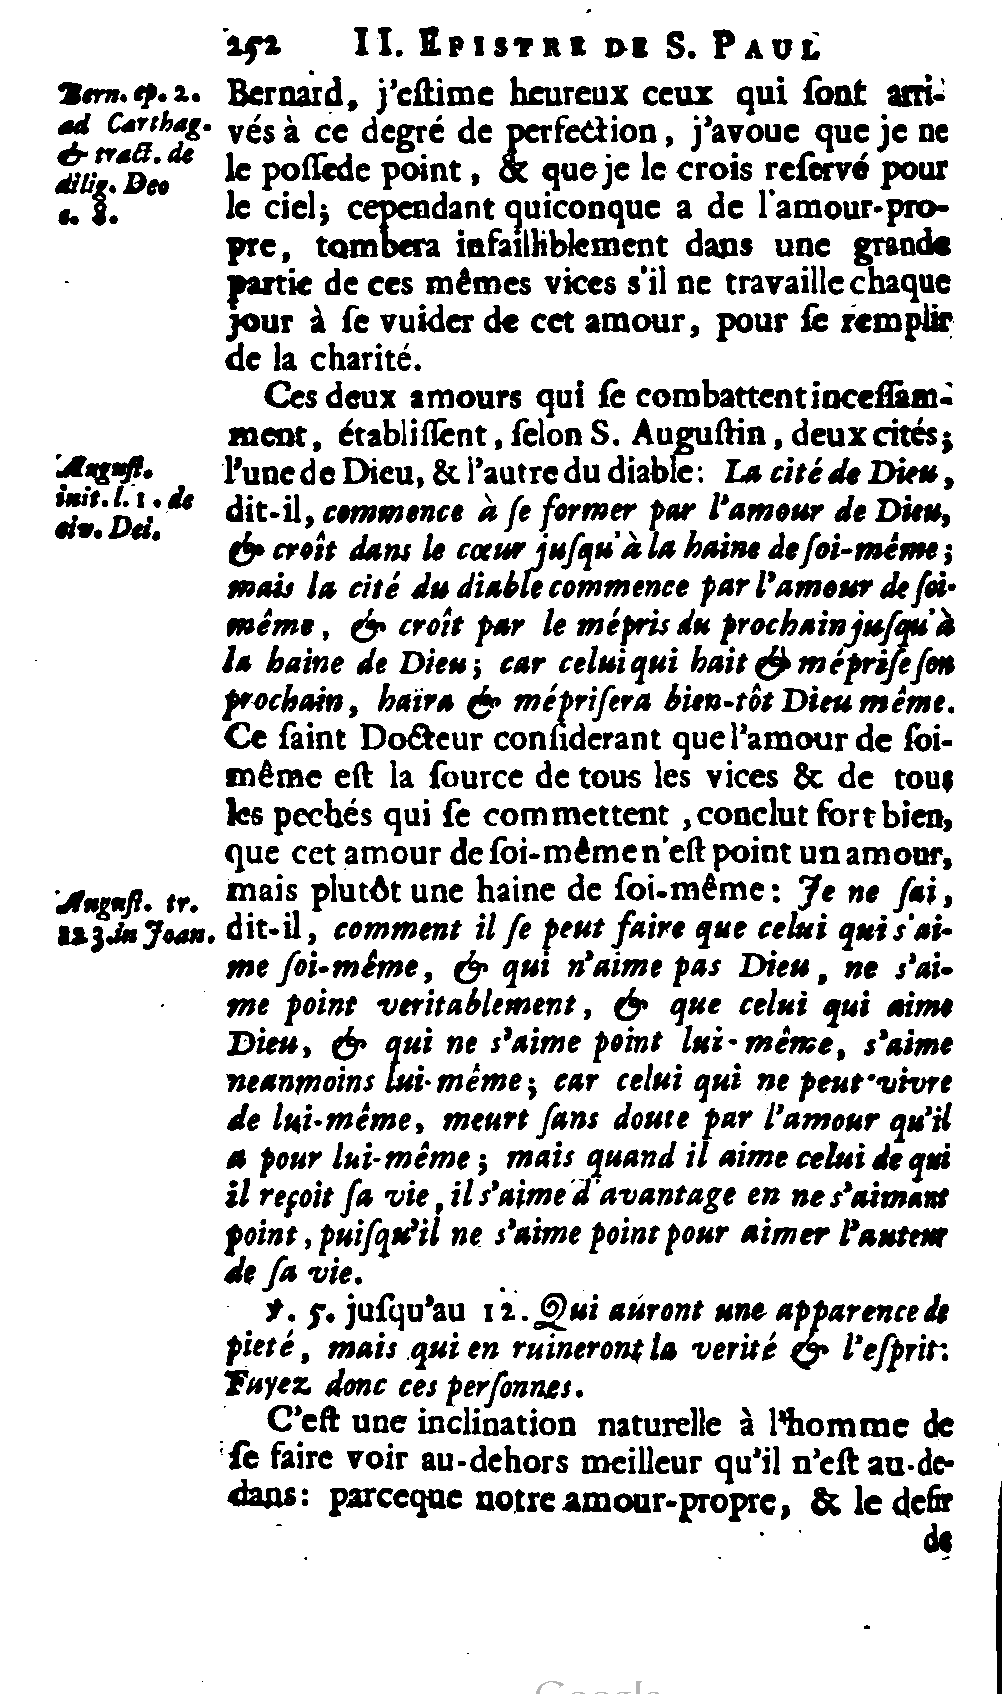 252 II. EPISTRE DE S. PAUL
Bern. ep. 2.
ad Carthag.
& tract. de
dilig. Deo
c. 8.
Bernard, j'eſtime heureux ceux qui ſont arri-
vés à ce degré de perfection, j'avoue que je ne
le poſſede point, & que je le crois reſervé pour
le ciel; cependant quiconque a de l'amour-pro-
pre, tombera infailliblement dans une grande
partie de ces mêmes vices s'il ne travaille chaque
jour à ſe vuider de cet amour, pour ſe remplir
de la charité.
Ces deux amours qui ſe combattent inceſſam-
ment, établiſſent, ſelon S. Auguſtin, deux cités;
Auguſt.
init. l. 1. de
civ. Dei.
l'une de Dieu, & l'autre du diable: La cité de Dieu,
dit-il, commence à ſe former par l'amour de Dieu,
& croît dans le cœur juſqu'à la haine de ſoi-même;
mais la cité du diable commence par l'amour de ſoi-
même, & croît par le mépris du prochain juſqu'à
la haine de Dieu; car celui qui hait & mépriſe ſon
prochain, haïra & mépriſera bien-tôt Dieu même.
Ce ſaint Docteur conſiderant que l'amour de ſoi-
même eſt la ſource de tous les vices & de tous
les pechés qui ſe commettent, conclut fort bien,
que cet amour de ſoi-même n'eſt point un amour,
Auguſt. tr.
123. in Joan.
mais plutôt une haine de ſoi-même: Je ne ſai,
dit-il, comment il ſe peut faire que celui qui s'ai-
me ſoi-même, & qui n'aime pas Dieu, ne s'ai-
me point veritablement, & que celui qui aime
Dieu, & qui ne s'aime point lui-même, s'aime
neanmoins lui-même; car celui qui ne peut vivre
de lui-même, meurt ſans doute par l'amour qu'il
a pour lui-même; mais quand il aime celui de qui
il reçoit ſa vie, il s'aime d'avantage en ne s'aimant
point, puiſqu'il ne s'aime point pour aimer l'auteur
de ſa vie.
℣. 5. juſqu'au 12. Qui auront une apparence de
pieté, mais qui en ruineront la verité & l'eſprit:
Fuyez donc ces perſonnes.
C'eſt une inclination naturelle à l'homme de
ſe faire voir au-dehors meilleur qu'il n'eſt au-de-
dans: parceque notre amour-propre, & le deſir
de
Google